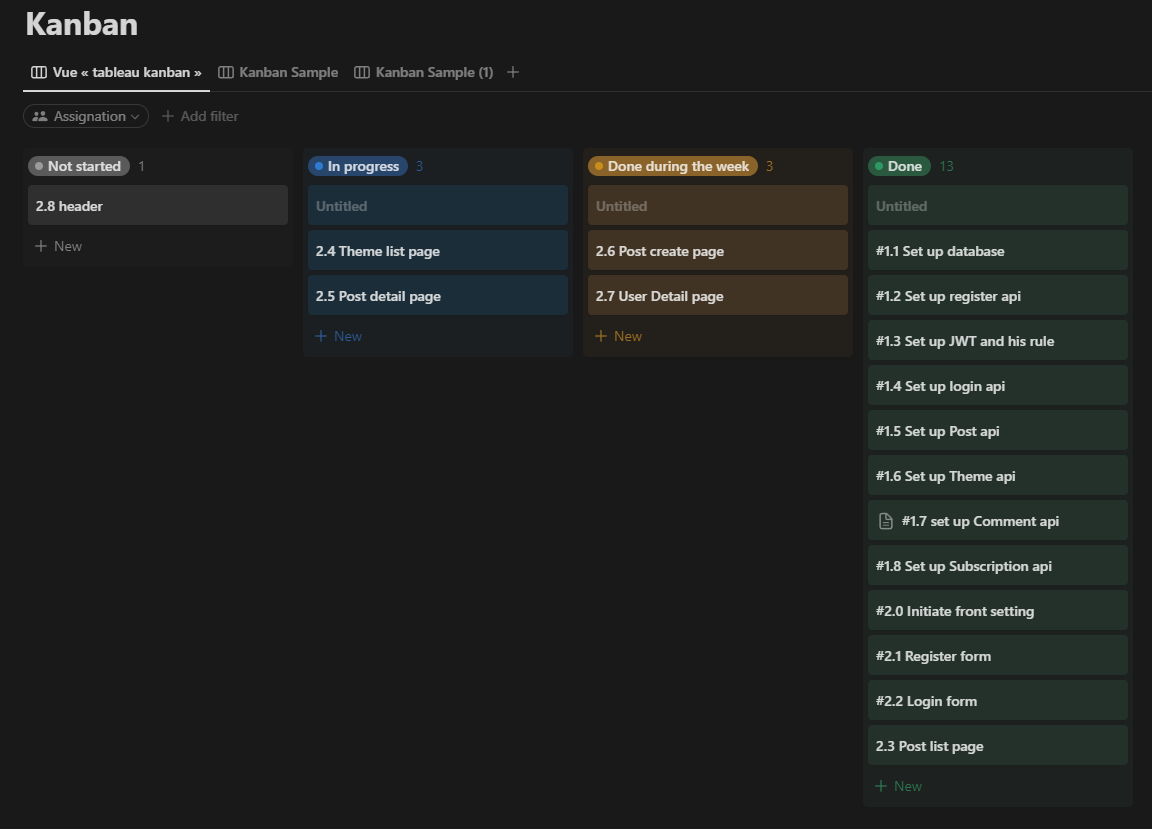 Kanban
Vue « tableau kanban » Kanban Sample Kanban Sample (1) +
Assignation + Add filter
Not started 1
2.8 header
+ New
In progress 3
Untitled
2.4 Theme list page
2.5 Post detail page
+ New
Done during the week 3
Untitled
2.6 Post create page
2.7 User Detail page
+ New
Done 13
Untitled
#1.1 Set up database
#1.2 Set up register api
#1.3 Set up JWT and his rule
#1.4 Set up login api
#1.5 Set up Post api
#1.6 Set up Theme api
#1.7 set up Comment api
#1.8 Set up Subscription api
#2.0 Initiate front setting
#2.1 Register form
#2.2 Login form
2.3 Post list page
+ New